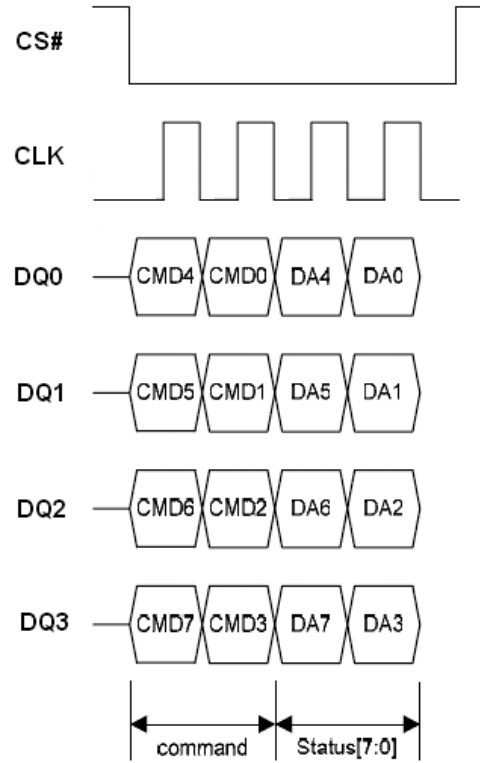 CS#
CLK
DQ0 CMD4 CMD0 DA4 DA0
DQ1 CMD5 CMD1 DA5 DA1
DQ2 CMD6 CMD2 DA6 DA2
DQ3 CMD7 CMD3 DA7 DA3
command Status[7:0]